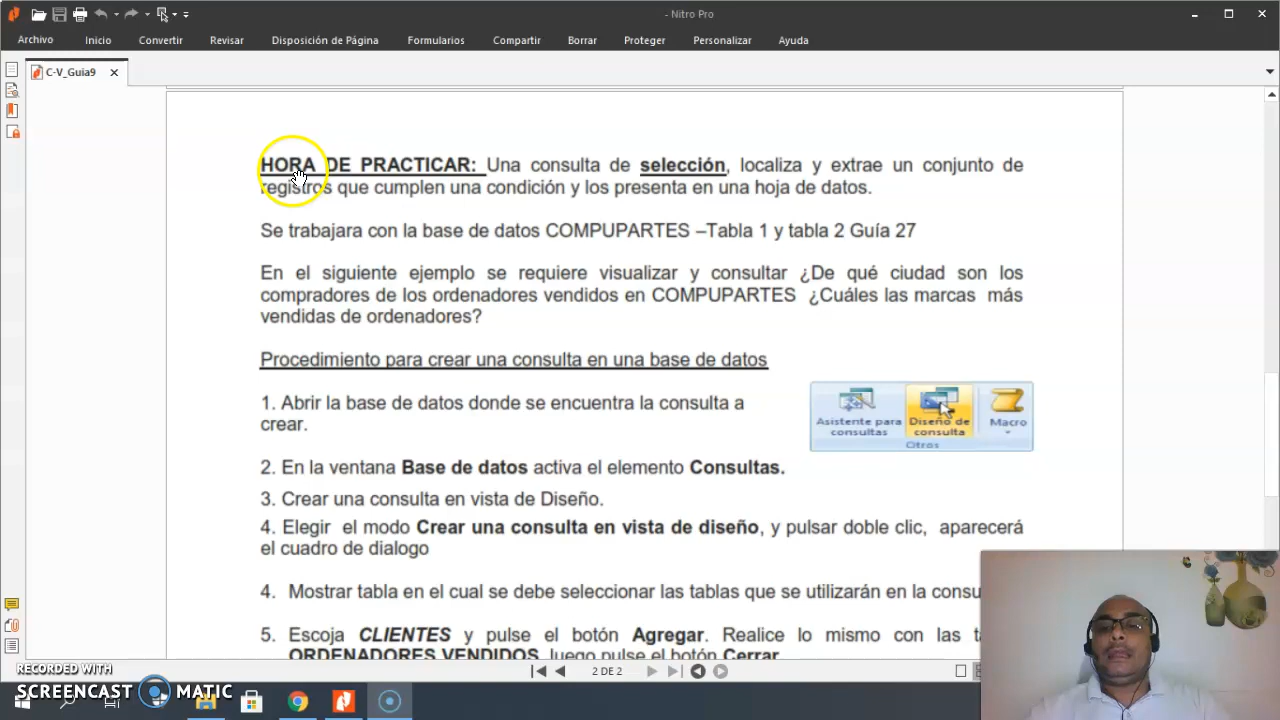 - Nitro Pro
Archivo Inicio Convertir Revisar Disposición de Página Formularios Compartir Borrar Proteger Personalizar Ayuda
C-V_Guia9
HORA DE PRACTICAR: Una consulta de selección, localiza y extrae un conjunto de
registros que cumplen una condición y los presenta en una hoja de datos.
Se trabajara con la base de datos COMPUPARTES –Tabla 1 y tabla 2 Guía 27
En el siguiente ejemplo se requiere visualizar y consultar ¿De qué ciudad son los
compradores de los ordenadores vendidos en COMPUPARTES ¿Cuáles las marcas más
vendidas de ordenadores?
Procedimiento para crear una consulta en una base de datos
1. Abrir la base de datos donde se encuentra la consulta a
crear.
Asistente para consultas
Diseño de consulta
Macro
Otros
2. En la ventana Base de datos activa el elemento Consultas.
3. Crear una consulta en vista de Diseño.
4. Elegir el modo Crear una consulta en vista de diseño, y pulsar doble clic, aparecerá
el cuadro de dialogo
4. Mostrar tabla en el cual se debe seleccionar las tablas que se utilizarán en la consu
5. Escoja CLIENTES y pulse el botón Agregar. Realice lo mismo con las ta
ORDENADORES VENDIDOS, luego pulse el botón Cerrar
2 DE 2
RECORDED WITH
SCREENCAST MATIC